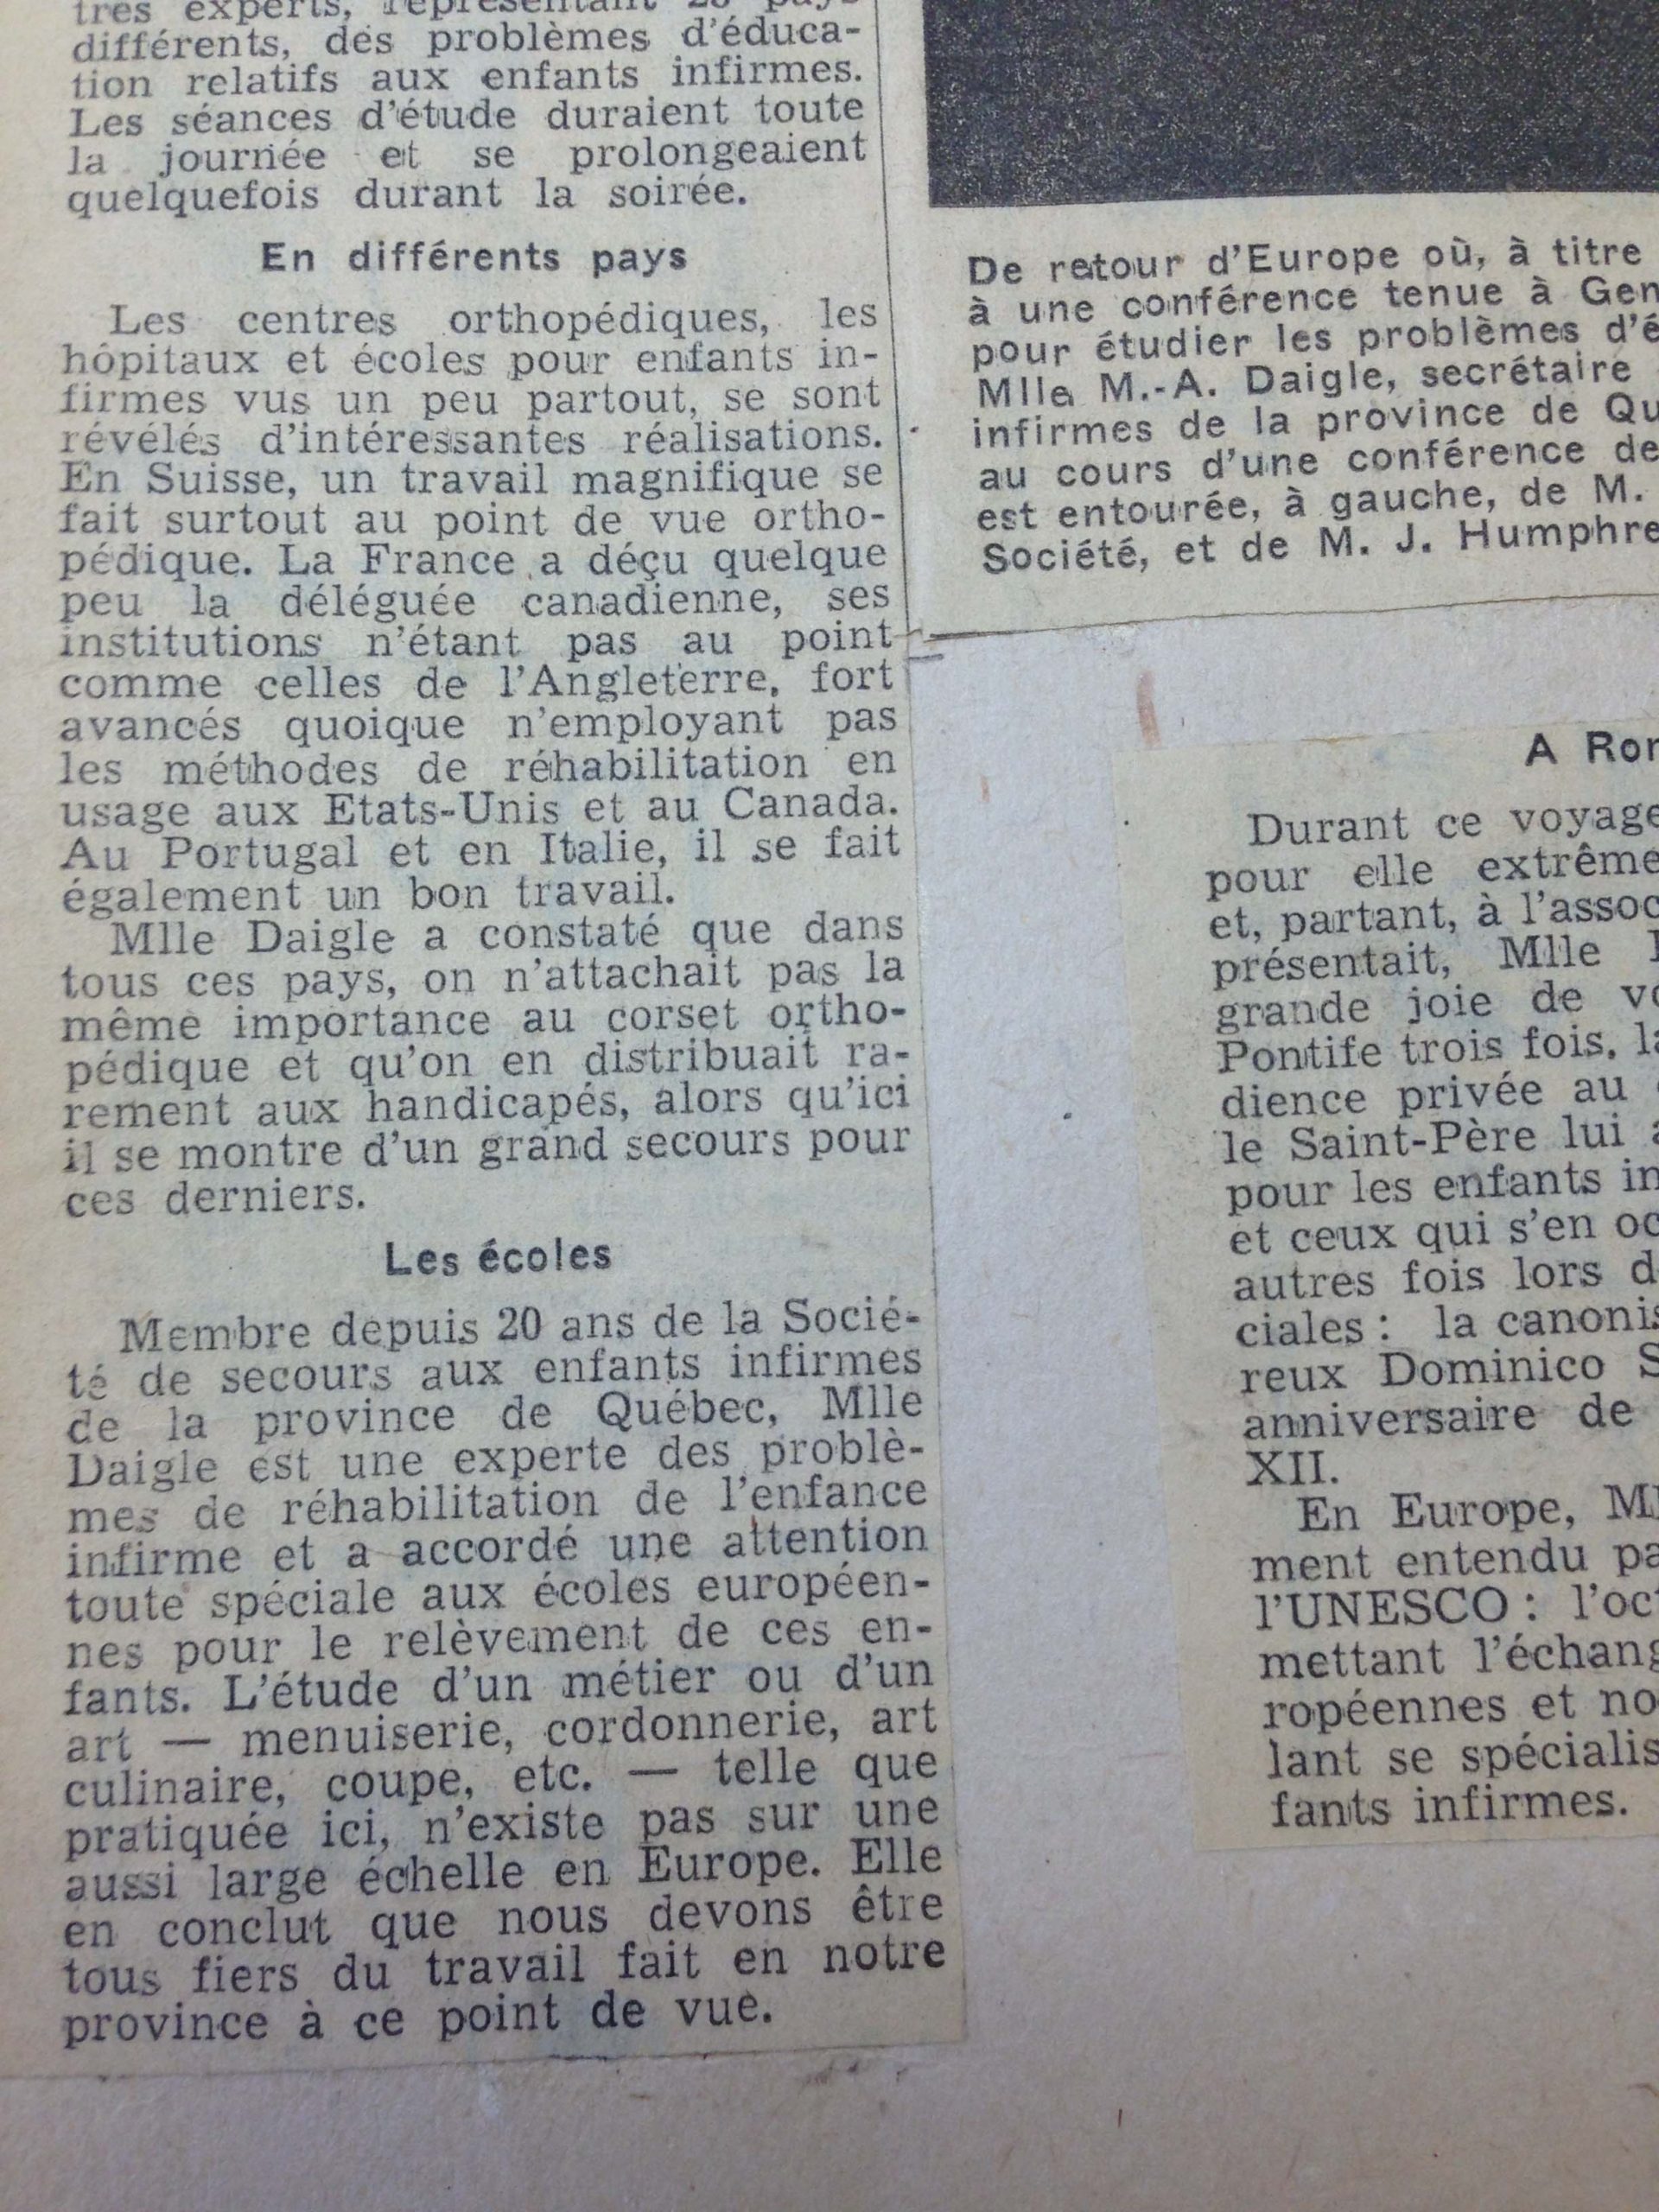 tres experts, représentant 28 pays
différents, des problèmes d'éduca-
tion relatifs aux enfants infirmes.
Les séances d'étude duraient toute
la journée et se prolongeaient
quelquefois durant la soirée.
En différents pays
Les centres orthopédiques, les
hôpitaux et écoles pour enfants in-
firmes vus un peu partout, se sont
révélés d'intéressantes réalisations.
En Suisse, un travail magnifique se
fait surtout au point de vue ortho-
pédique. La France a déçu quelque
peu la déléguée canadienne, ses
institutions n'étant pas au point
comme celles de l'Angleterre, fort
avancés quoique n'employant pas
les méthodes de réhabilitation en
usage aux Etats-Unis et au Canada.
Au Portugal et en Italie, il se fait
également un bon travail.
Mlle Daigle a constaté que dans
tous ces pays, on n'attachait pas la
même importance au corset ortho-
pédique et qu'on en distribuait ra-
rement aux handicapés, alors qu'ici
il se montre d'un grand secours pour
ces derniers.
Les écoles
Membre depuis 20 ans de la Socié-
té de secours aux enfants infirmes
de la province de Québec, Mlle
Daigle est une experte des problè-
mes de réhabilitation de l'enfance
infirme et a accordé une attention
toute spéciale aux écoles européen-
nes pour le relèvement de ces en-
fants. L'étude d'un métier ou d'un
art — menuiserie, cordonnerie, art
culinaire, coupe, etc. — telle que
pratiquée ici, n'existe pas sur une
aussi large échelle en Europe. Elle
en conclut que nous devons être
tous fiers du travail fait en notre
province à ce point de vue.
De retour d'Europe où, à titre
à une conférence tenue à Gen
pour étudier les problèmes d'é
Mlle M.-A. Daigle, secrétaire
infirmes de la province de Qu
au cours d'une conférence de
est entourée, à gauche, de M.
Société, et de M. J. Humphre
A Ro
Durant ce voyage
pour elle extrême
et, partant, à l'assoc
présentait, Mlle
grande joie de vo
Pontife trois fois, la
dience privée au
le Saint-Père lui a
pour les enfants in
et ceux qui s'en oc
autres fois lors d
ciales : la canonis
reux Dominico S
anniversaire de
XII.
En Europe, Ml
ment entendu pa
l'UNESCO : l'oct
mettant l'échang
ropéennes et no
lant se spécialis
fants infirmes.